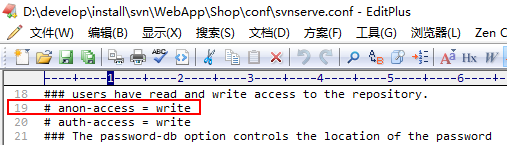 D:\develop\install\svn\WebApp\Shop\conf\svnserve.conf - EditPlus
文件(W) 编辑(B) 显示(X) 搜索(S) 文档(D) 方案(F) 工具(I) 浏览器(L) Zen C
ABC W
A Hx W
----+----1----+----2----+----3----+----4----+----5----+----6----+-
18 ### users have read and write access to the repository.
19 # anon-access = write
20 # auth-access = write
21 ### The password-db option controls the location of the password